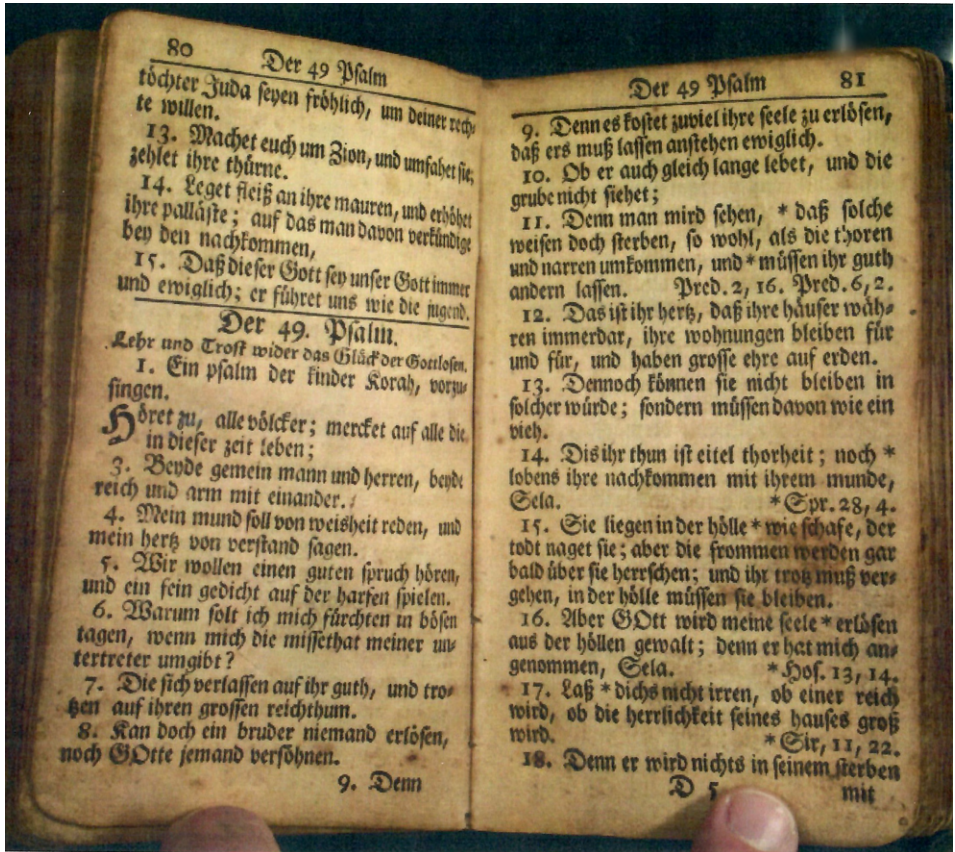 80 Der 49 Psalm
töchter Juda seyen fröhlich, um deiner rech-
te willen.
13. Machet euch um Zion, und umfahet sie;
zehlet ihre thürne.
14. Leget fleiß an ihre mauren, und erhöhet
ihre palläste; auf das man davon verkündige
bey den nachkommen,
15. Daß dieser Gott sey unser Gott immer
und ewiglich; er führet uns wie die jugend.
Der 49. Psalm.
Lehr und Trost wider das Glück der Gottlosen.
1. Ein psalm der kinder Korah, vorzu-
singen.
Höret zu, alle völcker; mercket auf alle die
in dieser zeit leben;
3. Beyde gemein mann und herren, beyde
reich und arm mit einander.
4. Mein mund soll von weisheit reden, und
mein hertz von verstand sagen.
5. Wir wollen einen guten spruch hören,
und ein fein gedicht auf der harfen spielen.
6. Warum solt ich mich fürchten in bösen
tagen, wenn mich die missethat meiner un-
tertreter umgibt?
7. Die sich verlassen auf ihr guth, und tro-
tzen auf ihren grossen reichthum.
8. Kan doch ein bruder niemand erlösen,
noch GOtte jemand versöhnen.
9. Denn
Der 49 Psalm 81
9. Denn es kostet zuviel ihre seele zu erlösen,
daß ers muß lassen anstehen ewiglich.
10. Ob er auch gleich lange lebet, und die
grube nicht siehet;
11. Denn man mird sehen, * daß solche
weisen doch sterben, so wohl, als die thoren
und narren umkommen, und * müssen ihr guth
andern lassen. Pred. 2, 16. Pred. 6, 2.
12. Das ist ihr hertz, daß ihre häuser wäh-
ren immerdar, ihre wohnungen bleiben für
und für, und haben grosse ehre auf erden.
13. Dennoch können sie nicht bleiben in
solcher würde; sondern müssen davon wie ein
vieh.
14. Dis ihr thun ist eitel thorheit; noch *
lobens ihre nachkommen mit ihrem munde,
Sela. * Spr. 28, 4.
15. Sie liegen in der hölle * wie schafe, der
todt naget sie; aber die frommen werden gar
bald über sie herrschen; und ihr trotz muß ver-
gehen, in der hölle müssen sie bleiben.
16. Aber GOtt wird meine seele * erlösen
aus der höllen gewalt; denn er hat mich an-
genommen, Sela. * Hos. 13, 14.
17. Laß * dichs nicht irren, ob einer reich
wird, ob die herrlichkeit seines hauses groß
wird. * Sir, 11, 22.
18. Denn er wird nichts in seinem sterben
D 5 mit